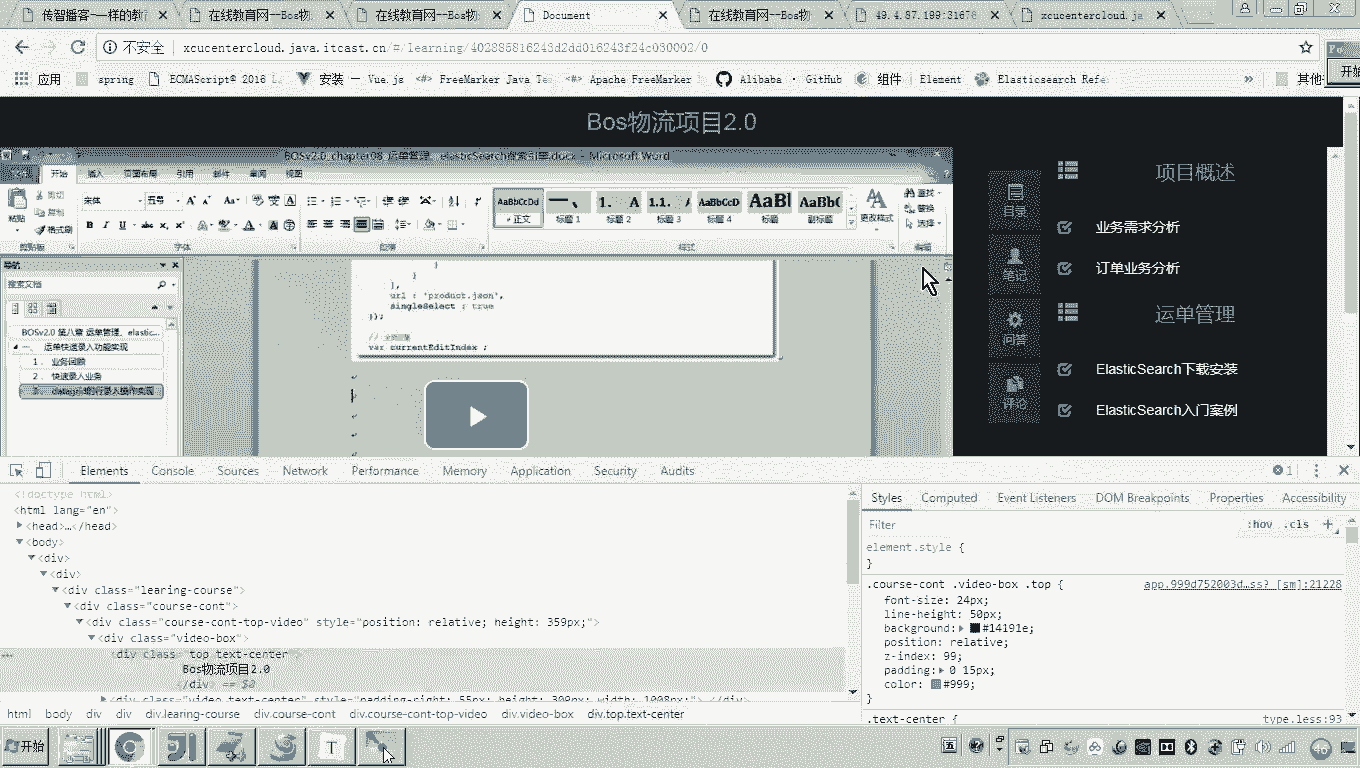 传智播客-一样的教
在线教育网--Bos物
在线教育网--Bos物
Document
在线教育网--Bos物
49.4.87.199:31676
xcucentercloud.ja
不安全
xcucentercloud.java.itcast.cn/#/learning/402885816243d2dd016243f24c030002/0
应用
spring
安装 — Vue.js
<#> FreeMarker Java Te
<#> Apache FreeMarker
Alibaba · GitHub
组件
Element
Elasticsearch Refe
»
Bos物流项目2.0
BOSv2.0_chapter08_运单管理、elasticSearch搜索引擎.docx - Microsoft Word
开始
插入
页面布局
引用
邮件
审阅
视图
剪切
复制
格式刷
粘贴
宋体
五号
AaBbCcDd
正文
标题 1
标题 2
标题 3
标题 4
标题
副标题
更改样式
查找
替换
选择
剪贴板
字体
段落
样式
编辑
导航
搜索文档
BOSv2.0 第八章 运单管理、elastic...
一、 运单快速录入功能实现
1. 业务回顾
2. 快速录入业务
3. datagrid的行录入操作实现
}
}
],
url : 'product.json',
singleSelect : true
});
var currentEditIndex ;
目录
笔记
问答
评论
项目概述
业务需求分析
订单业务分析
运单管理
ElasticSearch下载安装
ElasticSearch入门案例
Elements
Console
Sources
Network
Performance
Memory
Application
Security
Audits
1
<!doctype html>
<html lang="en">
<head>…</head>
<body>
<div>
<div>
<div class="learing-course">
<div class="course-cont">
<div class="course-cont-top-video" style="position: relative; height: 359px;">
<div class="video-box">
<div class="top text-center">
Bos物流项目2.0
</div> == $0
<div class="video text-center" style="padding-right: 55px; height: 309px; width: 1008px;">…</div>
html
body
div
div
div.learing-course
div.course-cont
div.course-cont-top-video
div.video-box
div.top.text-center
Styles
Computed
Event Listeners
DOM Breakpoints
Properties
Accessibility
Filter
:hov .cls +
element.style {
}
.course-cont .video-box .top {
app.999d752003d…ss?_[sm]:21228
font-size: 24px;
line-height: 50px;
background: #14191e;
position: relative;
z-index: 99;
padding: 0 15px;
color: #999;
}
.text-center {
type.less:93
开始
T
五
46